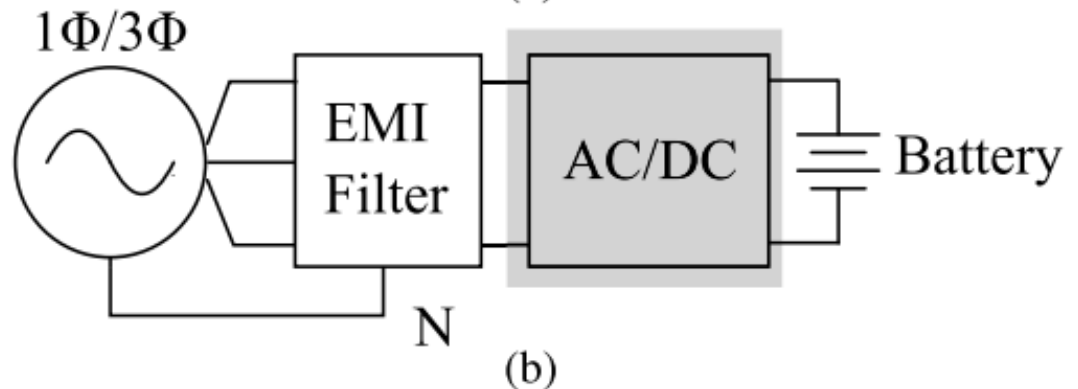 1Φ/3Φ
EMI
Filter
AC/DC
Battery
N
(b)